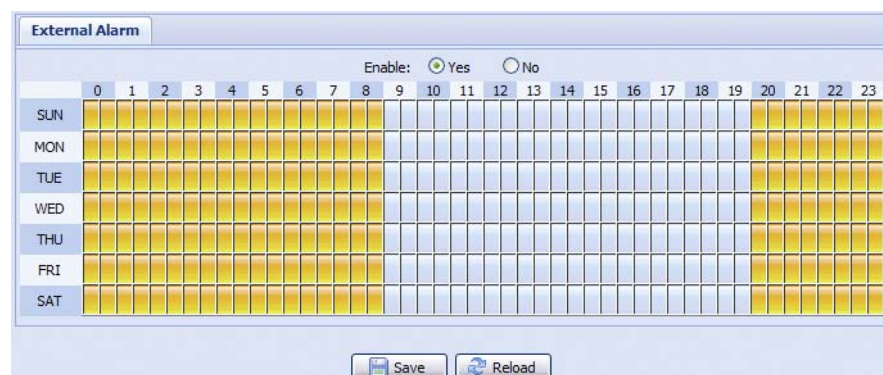 External Alarm
Enable: Yes No
0 1 2 3 4 5 6 7 8 9 10 11 12 13 14 15 16 17 18 19 20 21 22 23
SUN
MON
TUE
WED
THU
FRI
SAT
Save Reload